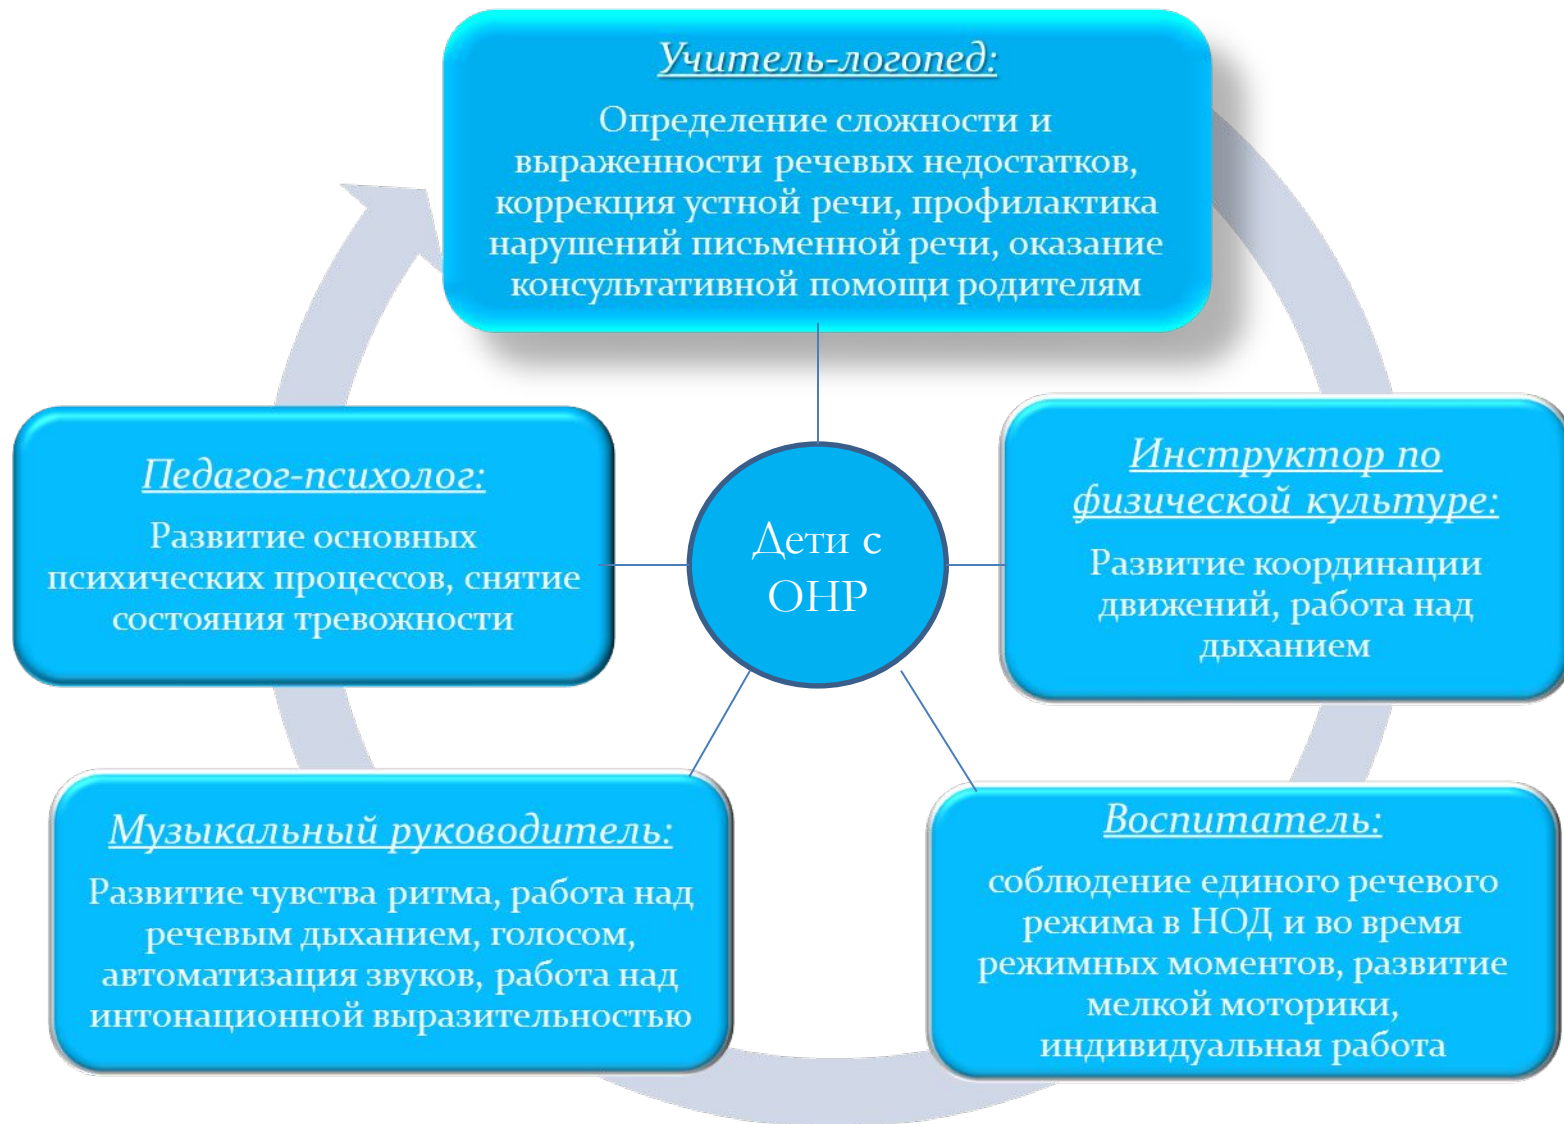 Учитель-логопед:
Определение сложности и
выраженности речевых недостатков,
коррекция устной речи, профилактика
нарушений письменной речи, оказание
консультативной помощи родителям
Педагог-психолог:
Развитие основных
психических процессов, снятие
состояния тревожности
Дети с
ОНР
Инструктор по
физической культуре:
Развитие координации
движений, работа над
дыханием
Музыкальный руководитель:
Развитие чувства ритма, работа над
речевым дыханием, голосом,
автоматизация звуков, работа над
интонационной выразительностью
Воспитатель:
соблюдение единого речевого
режима в НОД и во время
режимных моментов, развитие
мелкой моторики,
индивидуальная работа